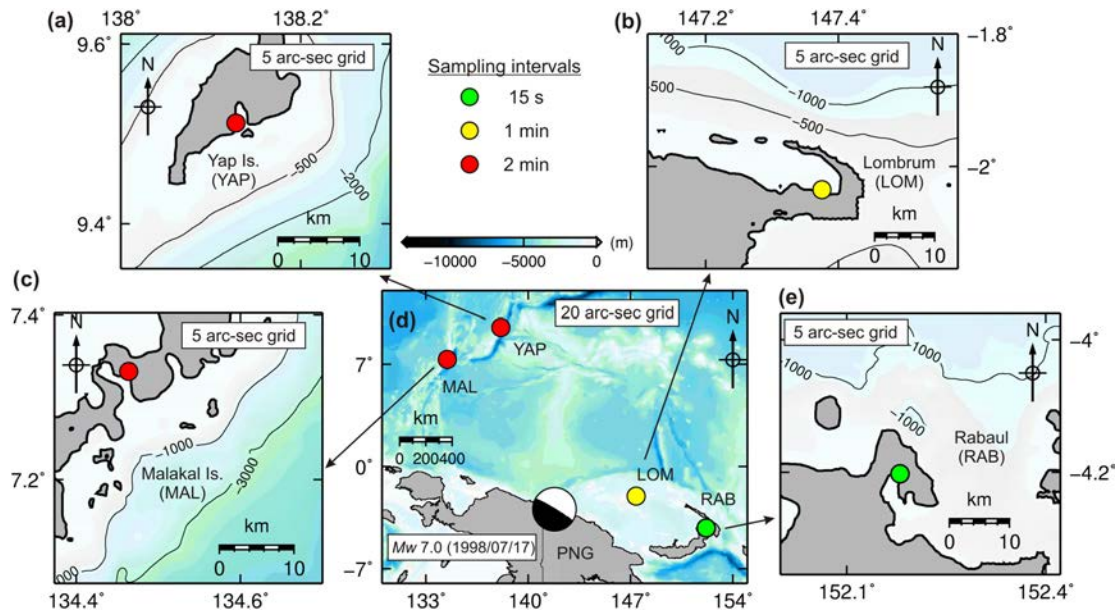 (a)
138°
138.2°
9.6°
9.4°
5 arc-sec grid
N
Yap Is.
(YAP)
−500
−2000
km
0
10
Sampling intervals
15 s
1 min
2 min
(m)
−10000
−5000
0
(b)
147.2°
147.4°
−1.8°
−2°
5 arc-sec grid
N
1000
−1000
500
−500
Lombrum
(LOM)
km
0
10
(c)
7.4°
7.2°
134.4°
134.6°
5 arc-sec grid
N
−1000
−3000
Malakal Is.
(MAL)
km
0
10
(d)
20 arc-sec grid
N
YAP
MAL
km
0 200400
LOM
RAB
PNG
Mw 7.0 (1998/07/17)
7°
0°
−7°
133°
140°
147°
154°
(e)
5 arc-sec grid
N
−4°
−4.2°
−1000
−1000
Rabaul
(RAB)
km
0
10
152.1°
152.4°